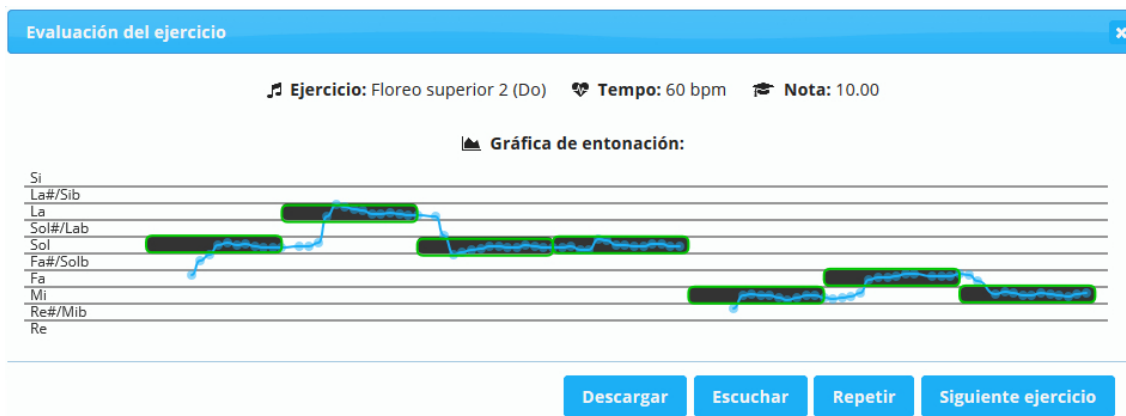 Evaluación del ejercicio
Ejercicio: Floreo superior 2 (Do) Tempo: 60 bpm Nota: 10.00
Gráfica de entonación:
Si
La#/Sib
La
Sol#/Lab
Sol
Fa#/Solb
Fa
Mi
Re#/Mib
Re
Descargar Escuchar Repetir Siguiente ejercicio